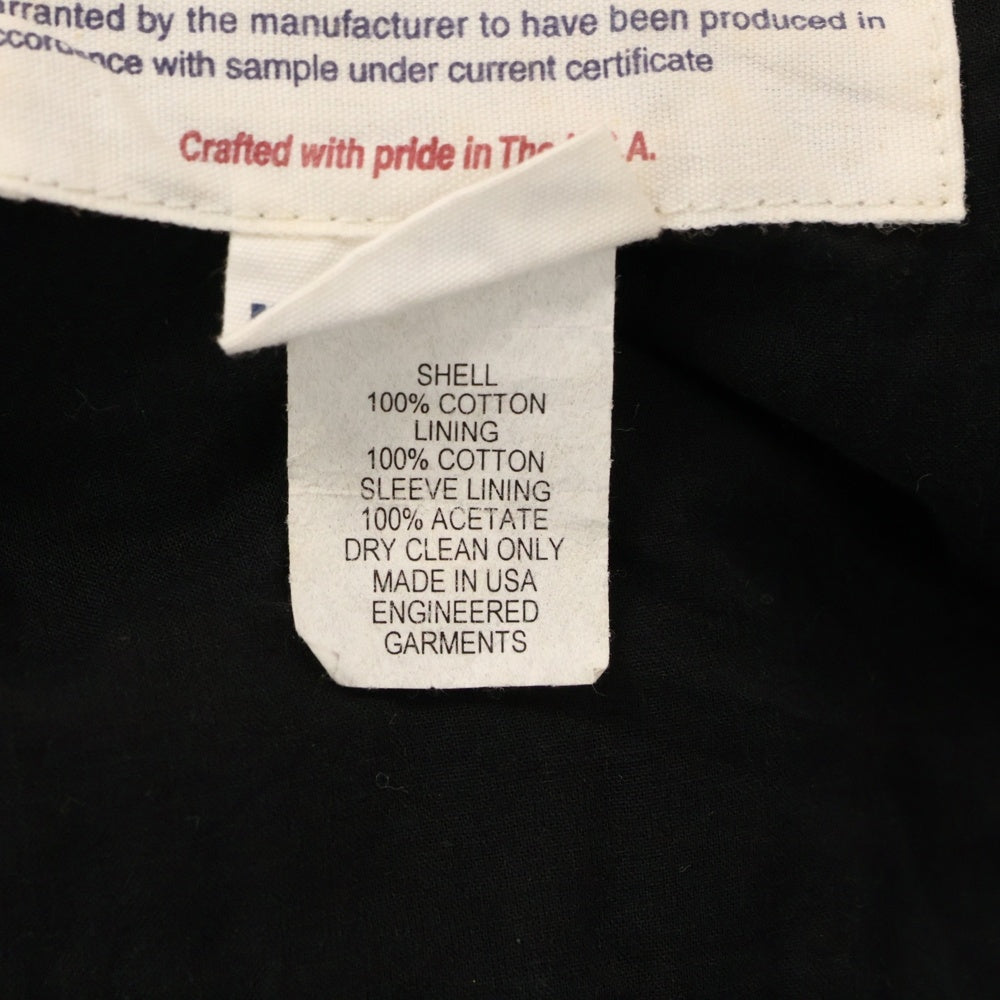 by the manufacturer to have been produced in
with sample under current certificate
Crafted with pride in The A.
SHELL
100% COTTON
LINING
100% COTTON
SLEEVE LINING
100% ACETATE
DRY CLEAN ONLY
MADE IN USA
ENGINEERED
GARMENTS